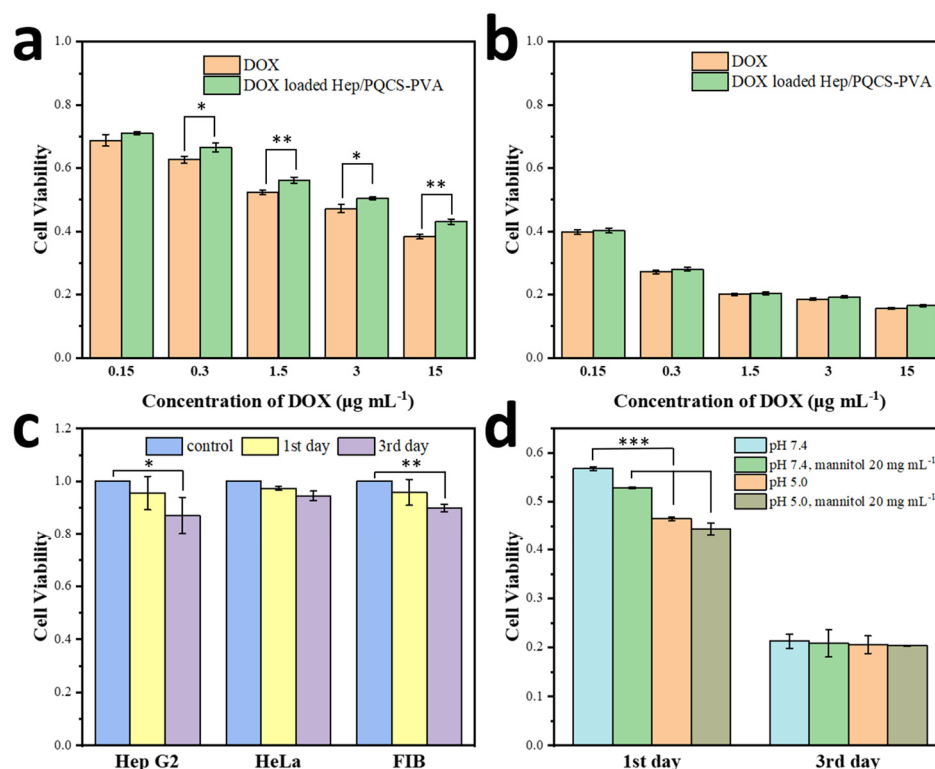 a
1.0
0.8
0.6
0.4
0.2
0.0
Cell Viability
DOX
DOX loaded Hep/PQCS-PVA
*
**
*
**
0.15 0.3 1.5 3 15
Concentration of DOX (μg mL⁻¹)
b
1.0
0.8
0.6
0.4
0.2
0.0
Cell Viability
DOX
DOX loaded Hep/PQCS-PVA
0.15 0.3 1.5 3 15
Concentration of DOX (μg mL⁻¹)
c
1.2
1.0
0.8
0.6
0.4
0.2
0.0
Cell Viability
control 1st day 3rd day
*
**
Hep G2 HeLa FIB
d
0.6
0.5
0.4
0.3
0.2
0.1
0.0
Cell Viability
***
pH 7.4
pH 7.4, mannitol 20 mg mL⁻¹
pH 5.0
pH 5.0, mannitol 20 mg mL⁻¹
1st day 3rd day